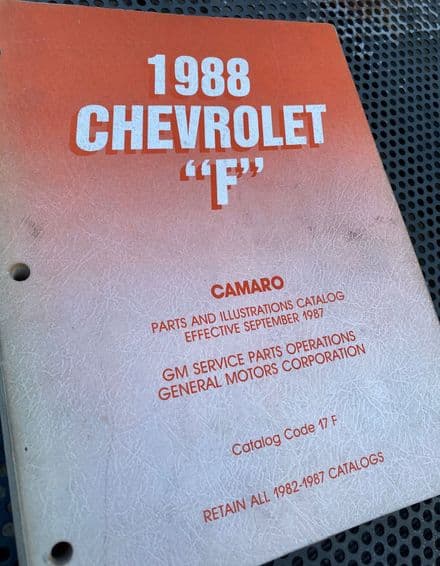 1988
CHEVROLET
"F"
CAMARO
PARTS AND ILLUSTRATIONS CATALOG
EFFECTIVE SEPTEMBER 1987
GM SERVICE PARTS OPERATIONS
GENERAL MOTORS CORPORATION
Catalog Code 17 F
RETAIN ALL 1982-1987 CATALOGS